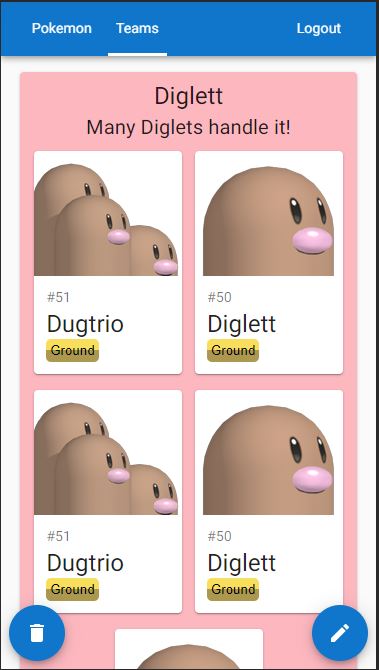 Pokemon Teams Logout
Diglett
Many Diglets handle it!
#51
Dugtrio
Ground
#50
Diglett
Ground
#51
Dugtrio
Ground
#50
Diglett
Ground